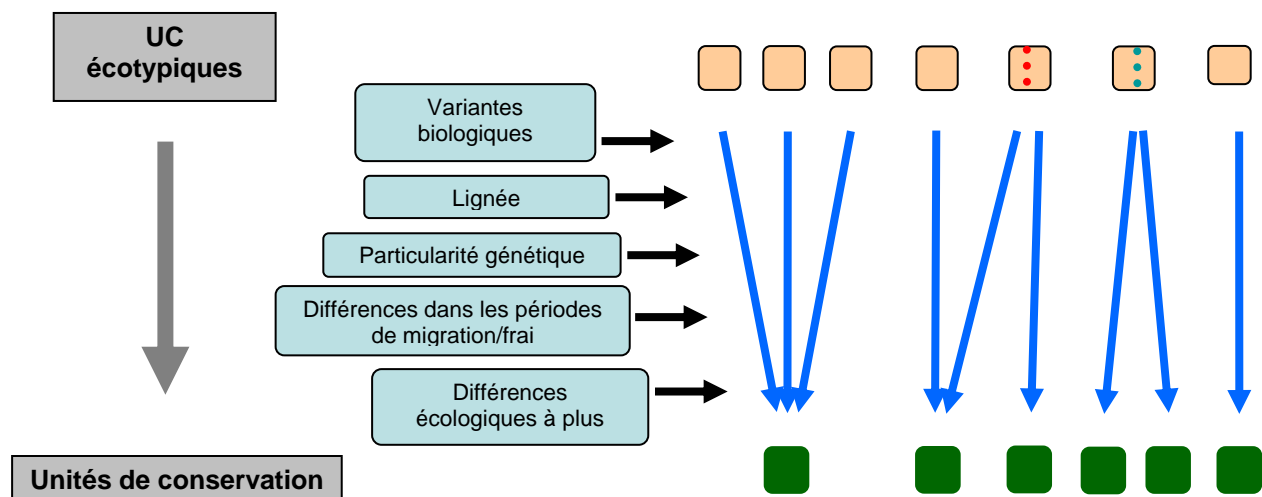 UC
écotypiques
Variantes
biologiques
Lignée
Particularité génétique
Différences dans les périodes
de migration/frai
Différences
écologiques à plus
Unités de conservation